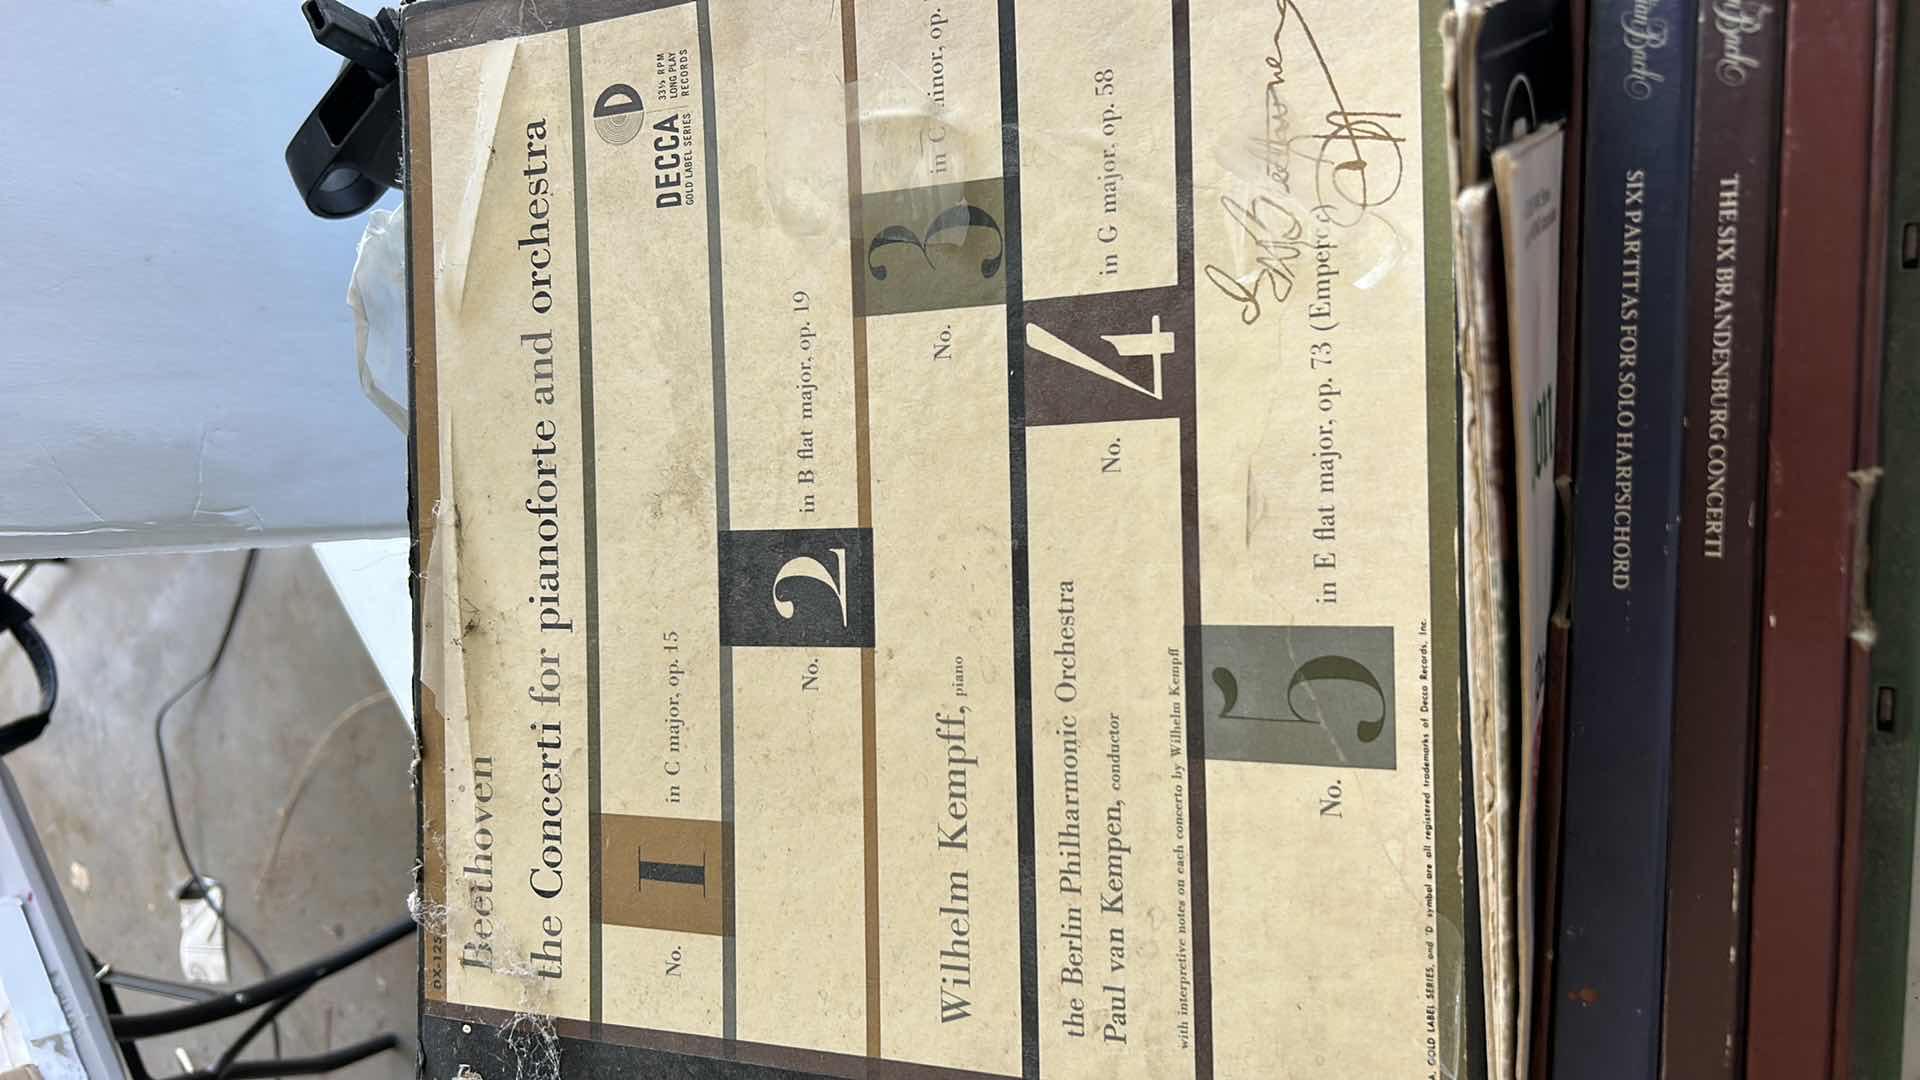 DX-125
Beethoven
the Concerti for pianoforte and orchestra
DECCA
GOLD LABEL SERIES
33⅓ RPM
LONG PLAY
RECORDS
D
No. 1 in C major, op. 15
No. 2 in B flat major, op. 19
No. 3 in C minor, op.
Wilhelm Kempff, piano
No. 4 in G major, op. 58
the Berlin Philharmonic Orchestra
Paul van Kempen, conductor
with interpretive notes on each concerto by Wilhelm Kempff
No. 5 in E flat major, op. 73 (Emperor)
A, GOLD LABEL SERIES, and 'D' symbol are all registered trademarks of Decca Records, Inc.
Bach
SIX PARTITAS FOR SOLO HARPSICHORD
Bach
THE SIX BRANDENBURG CONCERTI